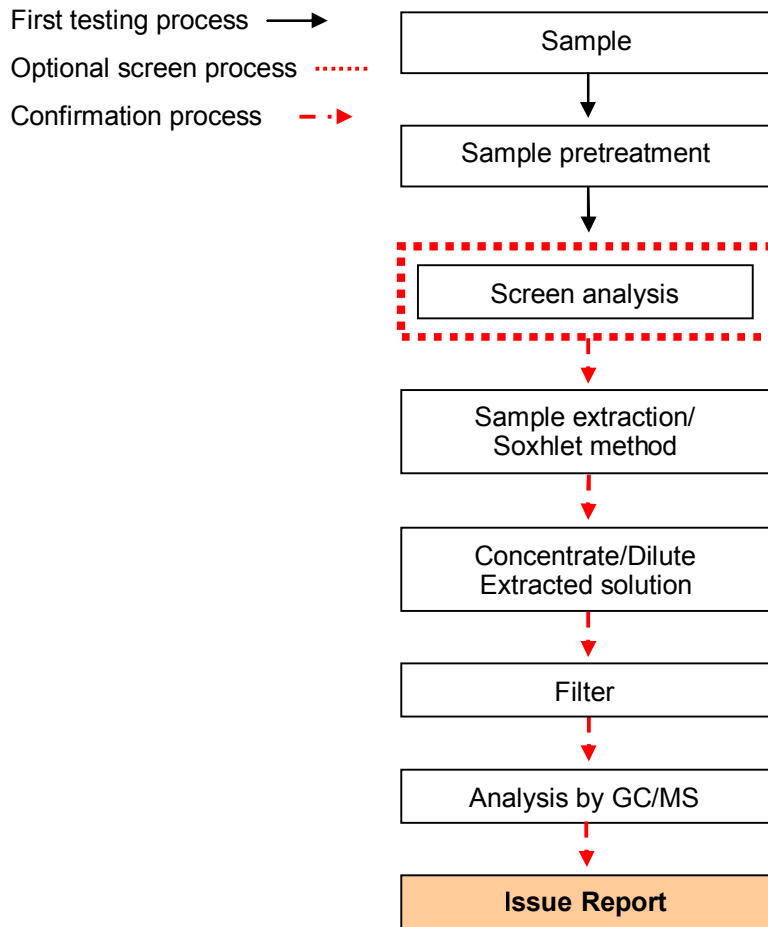 First testing process
Optional screen process
Confirmation process
Sample
Sample pretreatment
Screen analysis
Sample extraction/
Soxhlet method
Concentrate/Dilute
Extracted solution
Filter
Analysis by GC/MS
Issue Report